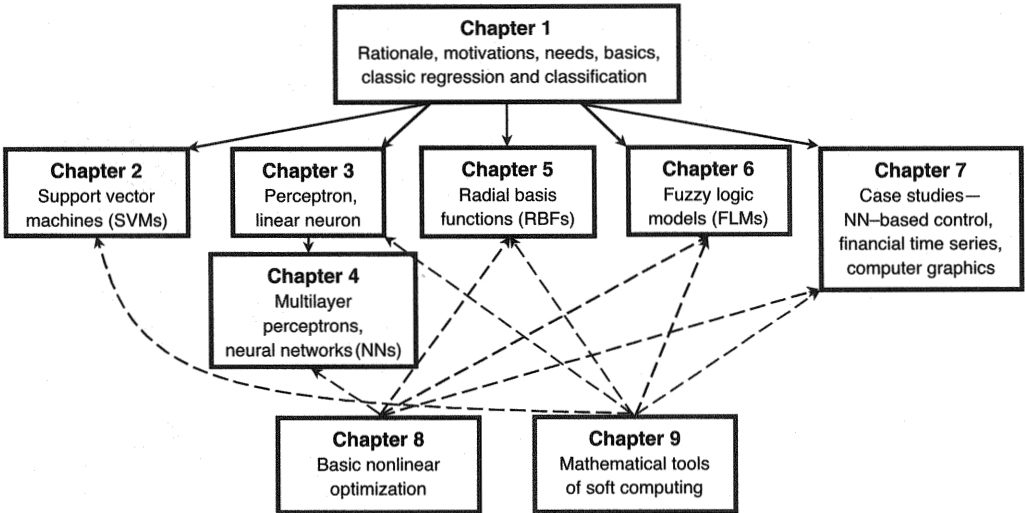 Chapter 1
Rationale, motivations, needs, basics,
classic regression and classification
Chapter 2
Support vector
machines (SVMs)
Chapter 3
Perceptron,
linear neuron
Chapter 5
Radial basis
functions (RBFs)
Chapter 6
Fuzzy logic
models (FLMs)
Chapter 7
Case studies—
NN–based control,
financial time series,
computer graphics
Chapter 4
Multilayer
perceptrons,
neural networks (NNs)
Chapter 8
Basic nonlinear
optimization
Chapter 9
Mathematical tools
of soft computing